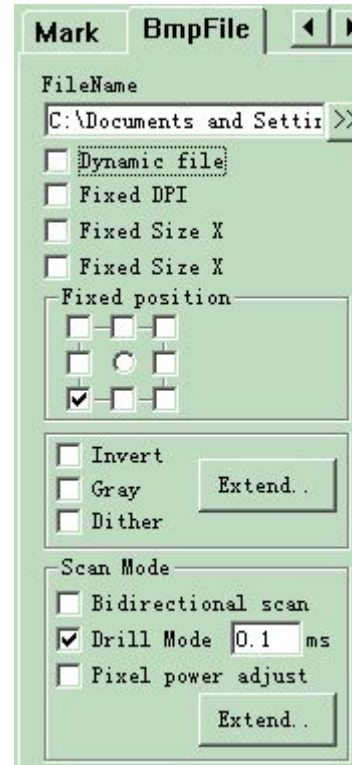 Mark BmpFile
FileName
C:\Documents and Settir >>
Dynamic file
Fixed DPI
Fixed Size X
Fixed Size X
Fixed position
Invert
Gray
Extend..
Dither
Scan Mode
Bidirectional scan
Drill Mode 0.1 ms
Pixel power adjust
Extend..